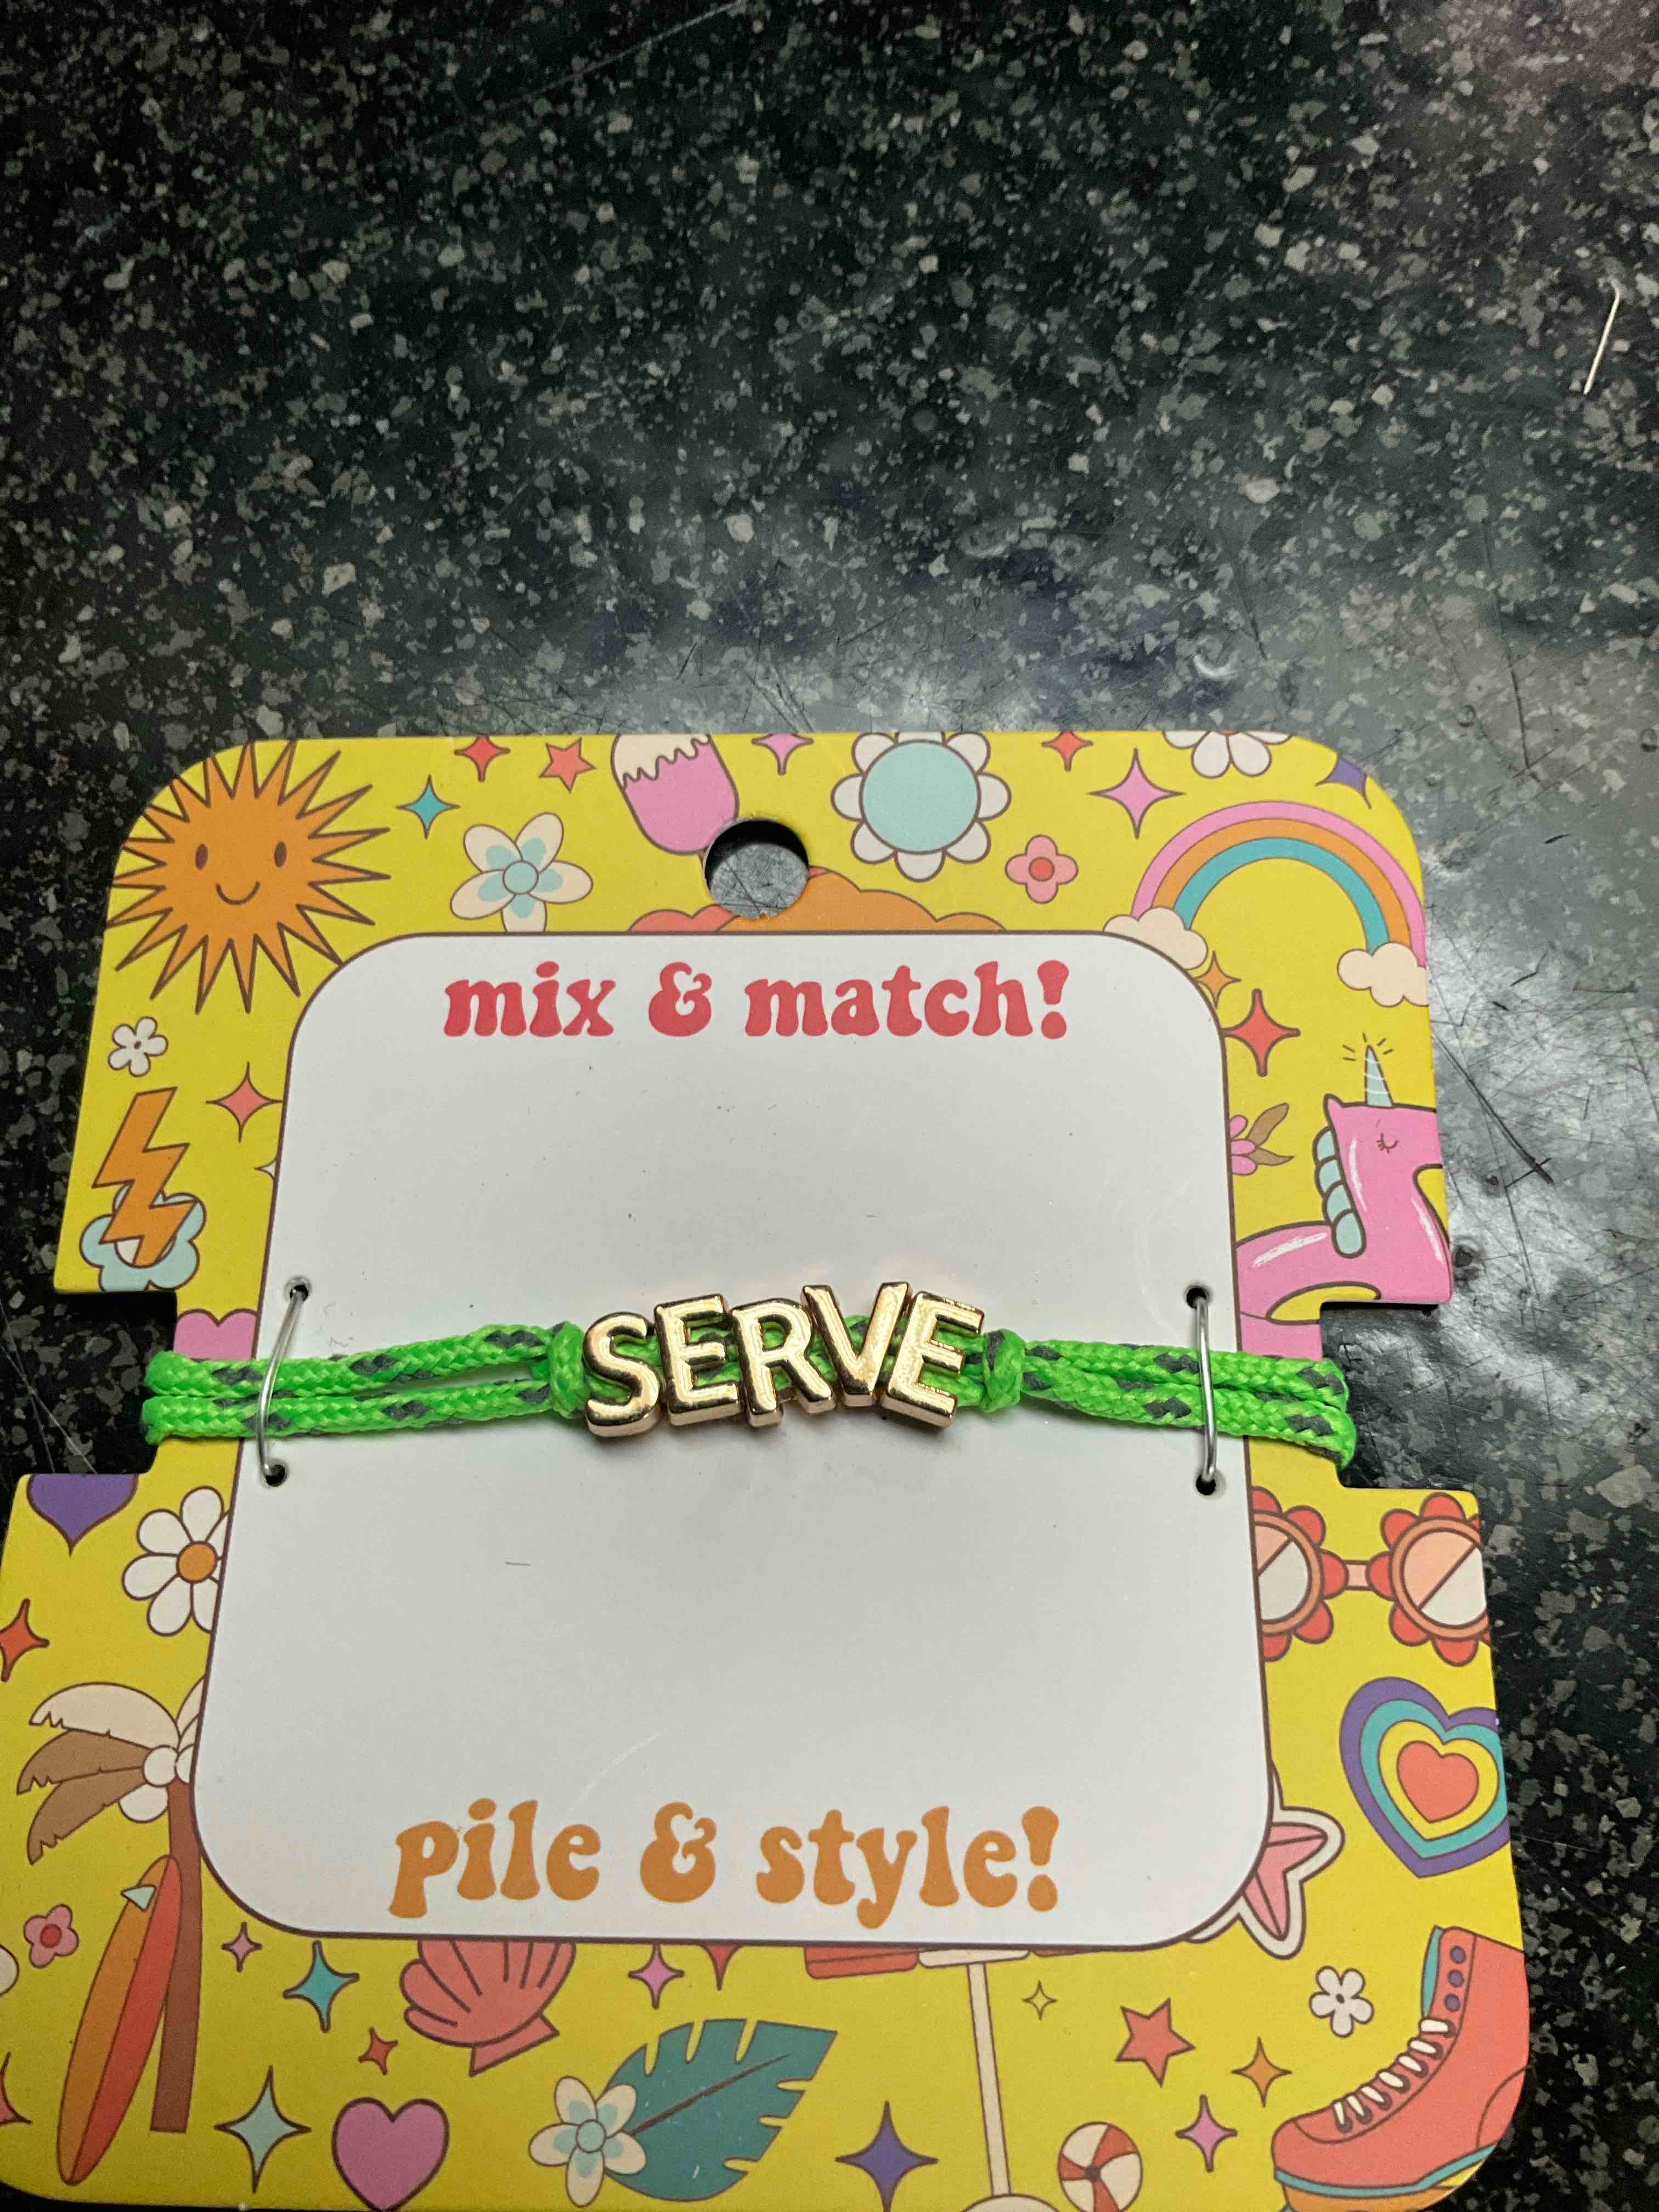 mix & match!
SERVE
pile & style!